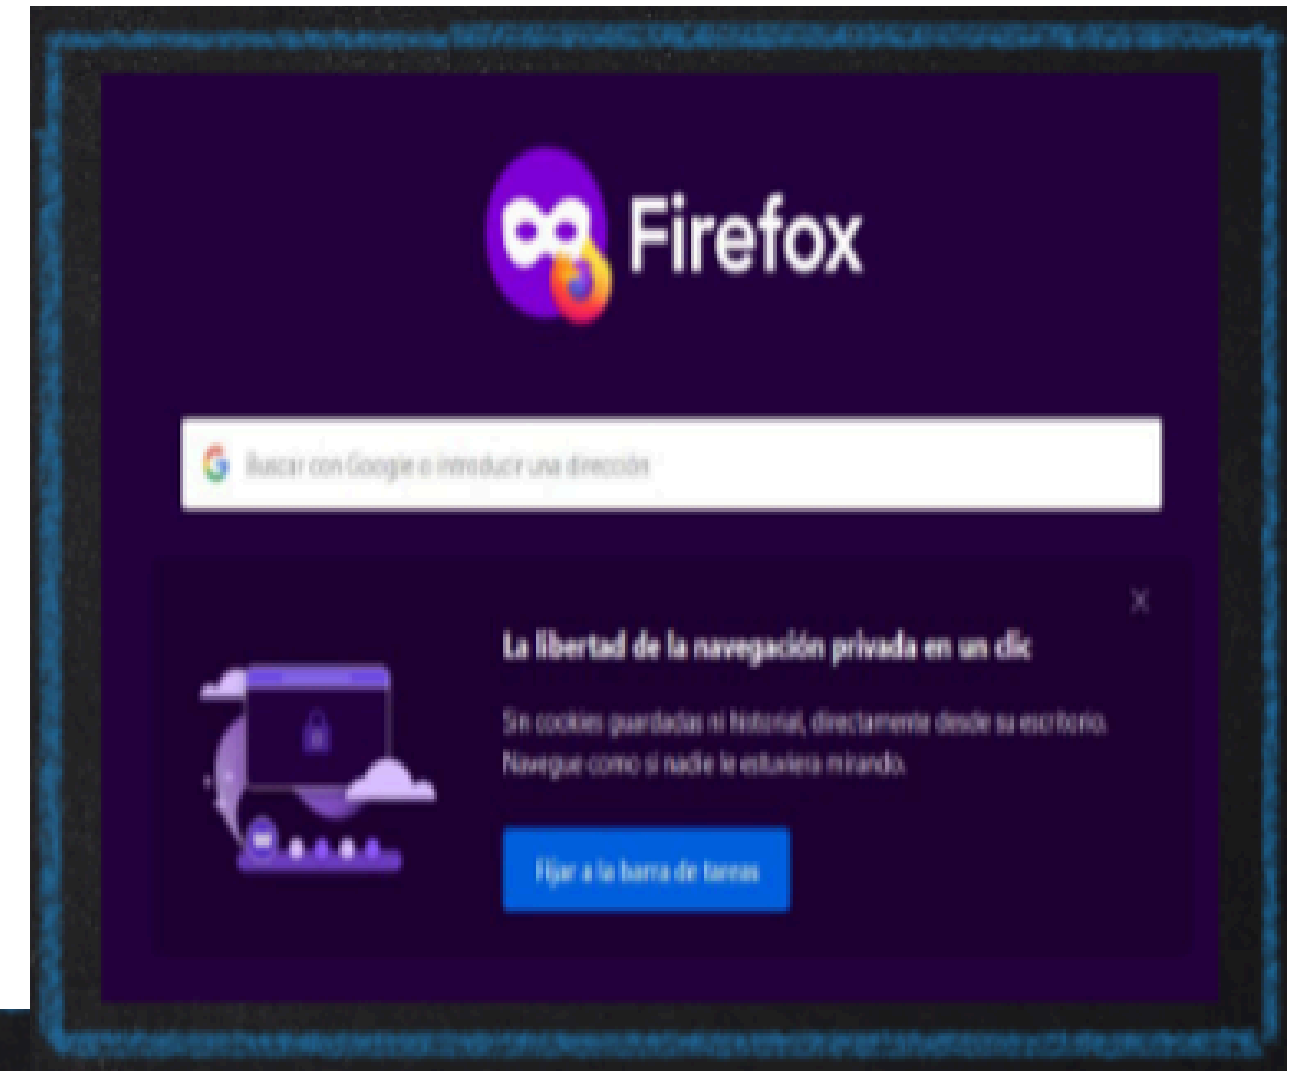 Firefox
Buscar con Google o introducir una dirección
X
La libertad de la navegación privada en un clic
Sin cookies guardadas ni historial, directamente desde su escritorio.
Navegue como si nadie le estuviera mirando.
Fijar a la barra de tareas